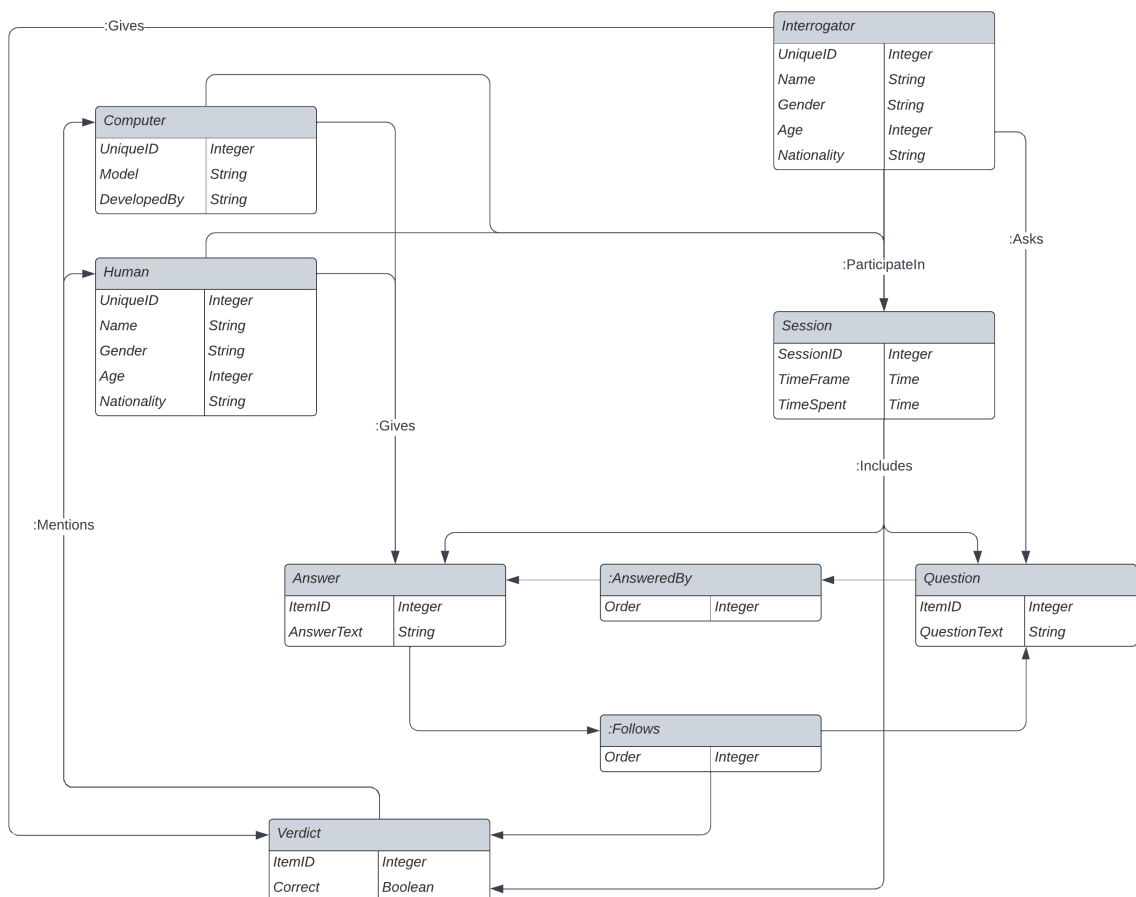 :Gives
Interrogator
UniqueID Integer
Name String
Gender String
Age Integer
Nationality String
Computer
UniqueID Integer
Model String
DevelopedBy String
:Asks
:ParticipateIn
Human
UniqueID Integer
Name String
Gender String
Age Integer
Nationality String
Session
SessionID Integer
TimeFrame Time
TimeSpent Time
:Gives
:Includes
:Mentions
Answer
ItemID Integer
AnswerText String
:AnsweredBy
Order Integer
Question
ItemID Integer
QuestionText String
:Follows
Order Integer
Verdict
ItemID Integer
Correct Boolean